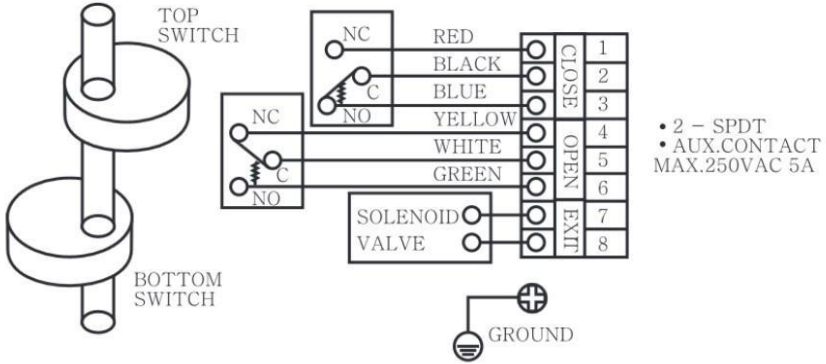 TOP
SWITCH
NC
RED
1
BLACK
2
C
BLUE
3
NO
CLOSE
NC
YELLOW
4
WHITE
5
C
GREEN
6
NO
OPEN
SOLENOID
7
VALVE
8
EXIT
• 2 - SPDT
• AUX.CONTACT
MAX.250VAC 5A
BOTTOM
SWITCH
GROUND